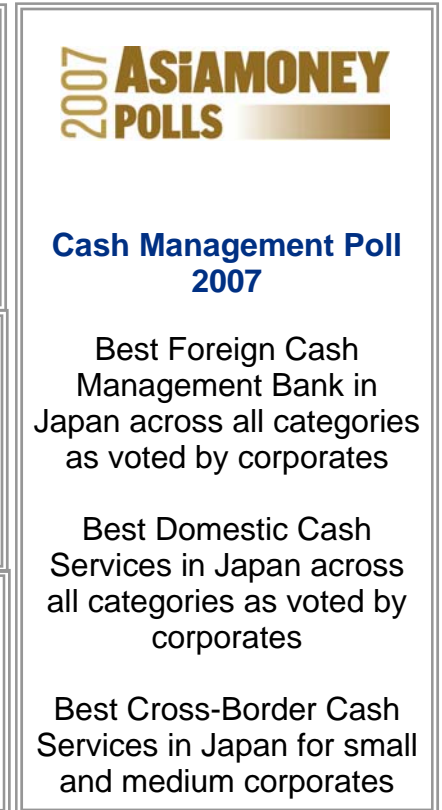 2007
ASiAMONEY
POLLS
Cash Management Poll
2007
Best Foreign Cash
Management Bank in
Japan across all categories
as voted by corporates
Best Domestic Cash
Services in Japan across
all categories as voted by
corporates
Best Cross-Border Cash
Services in Japan for small
and medium corporates